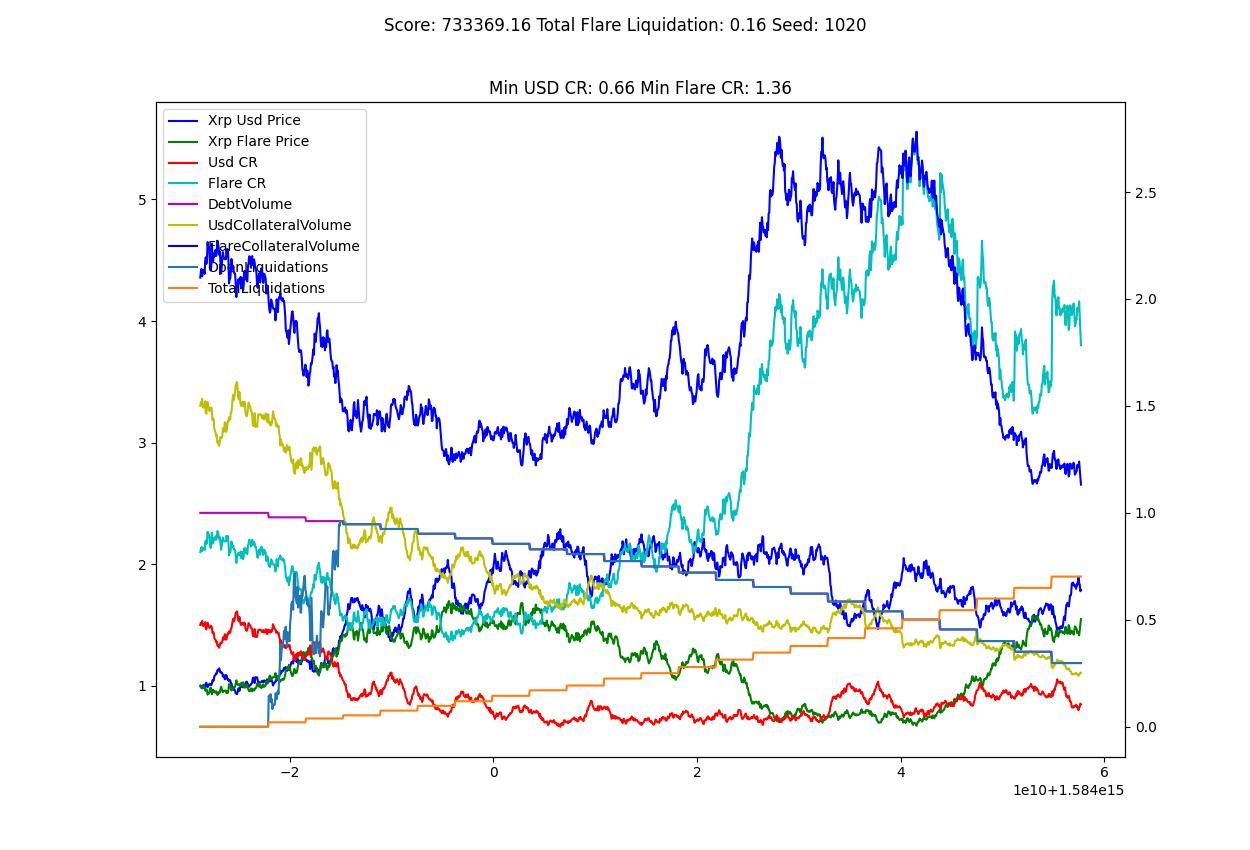 Score: 733369.16 Total Flare Liquidation: 0.16 Seed: 1020
Min USD CR: 0.66 Min Flare CR: 1.36
Xrp Usd Price
Xrp Flare Price
Usd CR
Flare CR
DebtVolume
UsdCollateralVolume
FlareCollateralVolume
OpenLiquidations
TotalLiquidations
5
4
3
2
1
2.5
2.0
1.5
1.0
0.5
0.0
−2
0
2
4
6
1e10+1.584e15